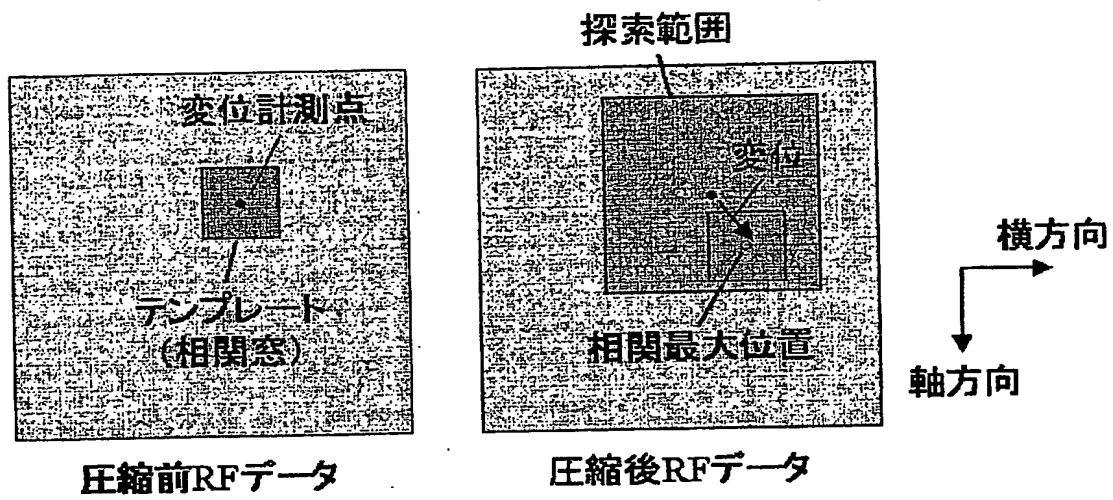 探索範囲
変位計測点
変位
横方向
テンプレート
(相関窓)
相関最大位置
軸方向
圧縮前RFデータ
圧縮後RFデータ